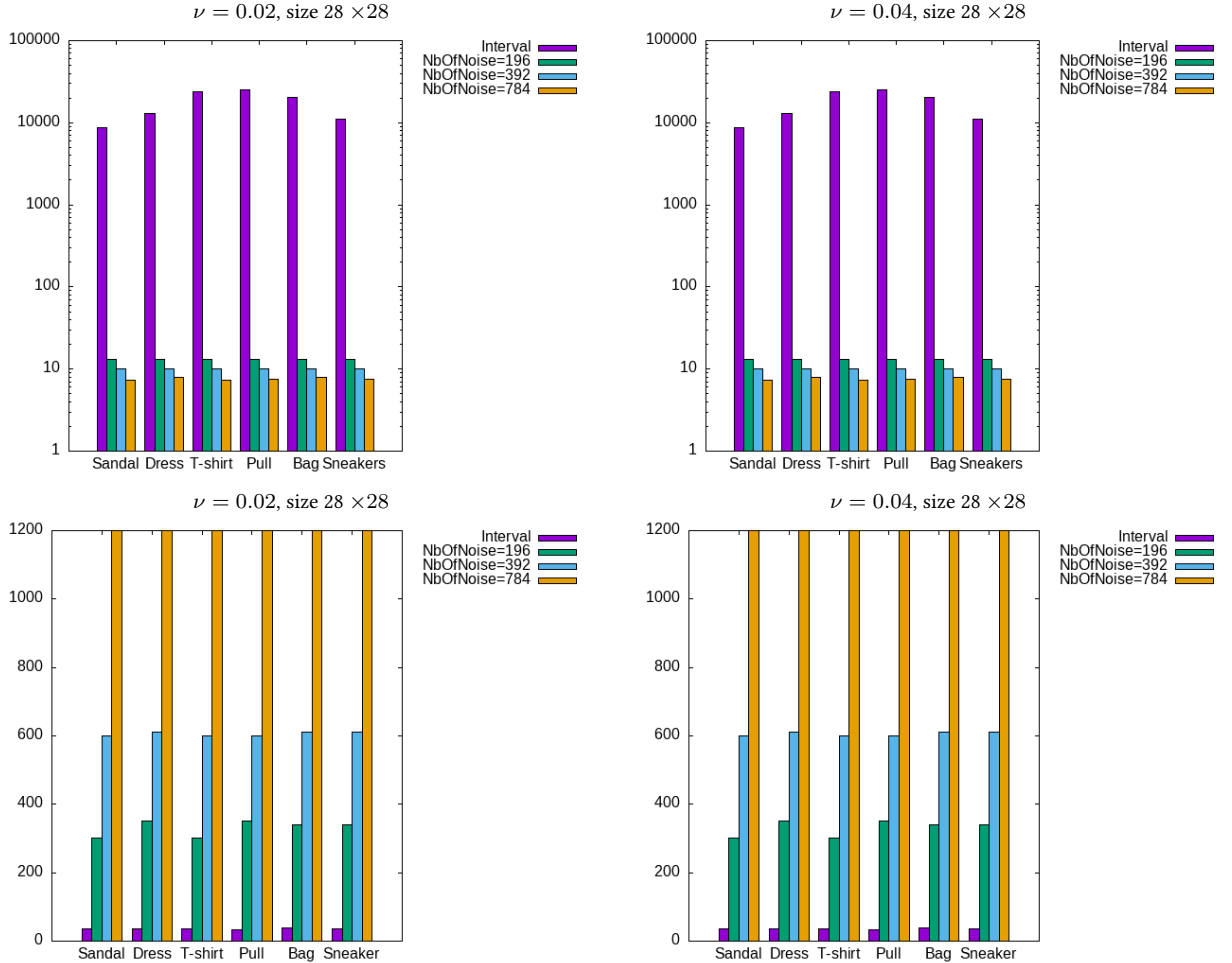 ν = 0.02, size 28 ×28
100000
10000
1000
100
10
1
Interval
NbOfNoise=196
NbOfNoise=392
NbOfNoise=784
Sandal Dress T-shirt Pull Bag Sneakers
ν = 0.04, size 28 ×28
100000
10000
1000
100
10
1
Interval
NbOfNoise=196
NbOfNoise=392
NbOfNoise=784
Sandal Dress T-shirt Pull Bag Sneakers
ν = 0.02, size 28 ×28
1200
1000
800
600
400
200
0
Interval
NbOfNoise=196
NbOfNoise=392
NbOfNoise=784
Sandal Dress T-shirt Pull Bag Sneaker
ν = 0.04, size 28 ×28
1200
1000
800
600
400
200
0
Interval
NbOfNoise=196
NbOfNoise=392
NbOfNoise=784
Sandal Dress T-shirt Pull Bag Sneaker